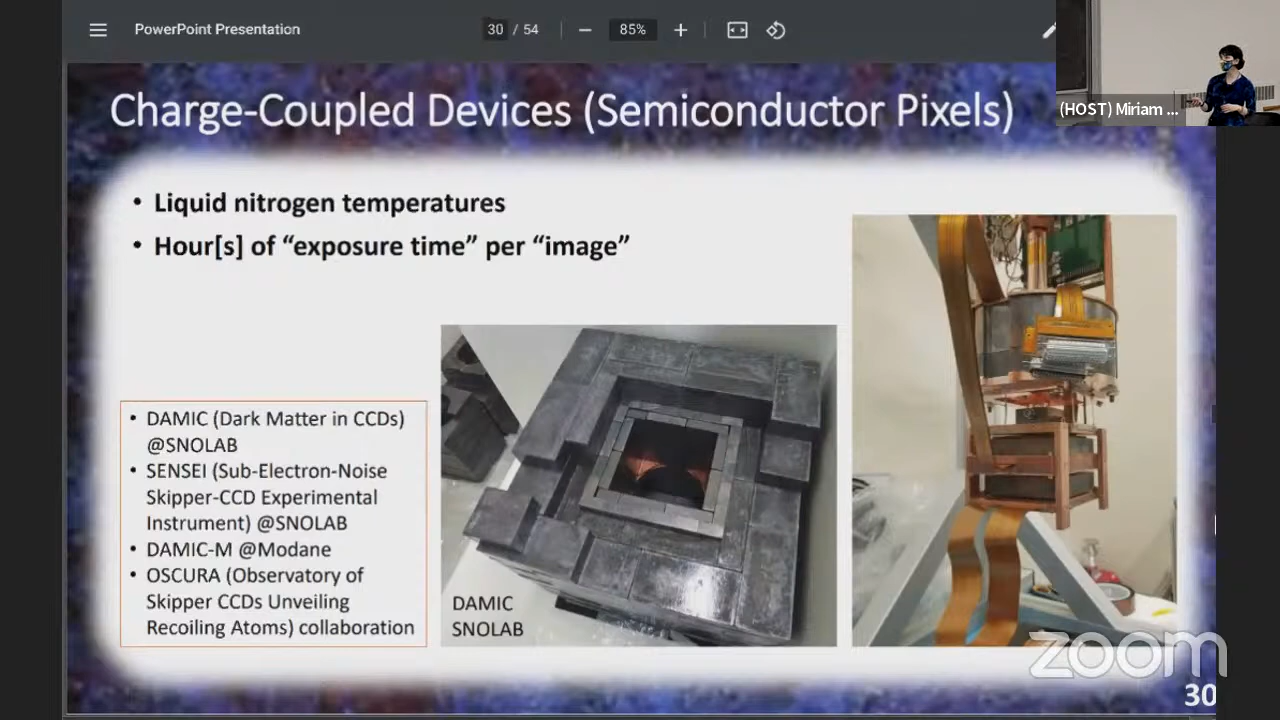 PowerPoint Presentation
30 / 54
85%
(HOST) Miriam ...
Charge-Coupled Devices (Semiconductor Pixels)
• Liquid nitrogen temperatures
• Hour[s] of “exposure time” per “image”
• DAMIC (Dark Matter in CCDs)
@SNOLAB
• SENSEI (Sub-Electron-Noise
Skipper-CCD Experimental
Instrument) @SNOLAB
• DAMIC-M @Modane
• OSCURA (Observatory of
Skipper CCDs Unveiling
Recoiling Atoms) collaboration
DAMIC
SNOLAB
zoom
30